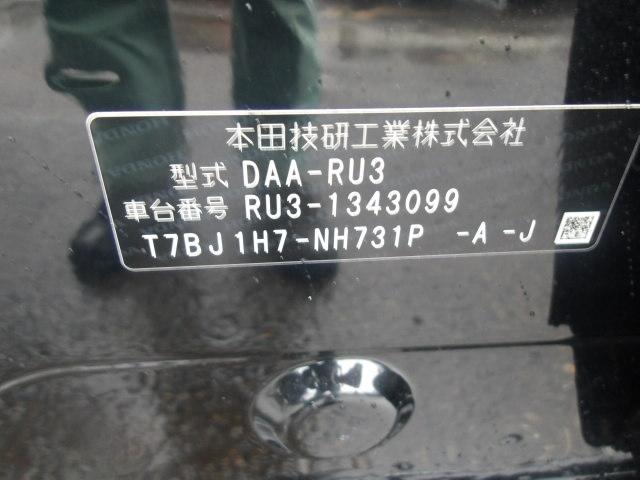 本田技研工業株式会社
型式 DAA-RU3
車台番号 RU3-1343099
T7BJ1H7-NH731P -A -J